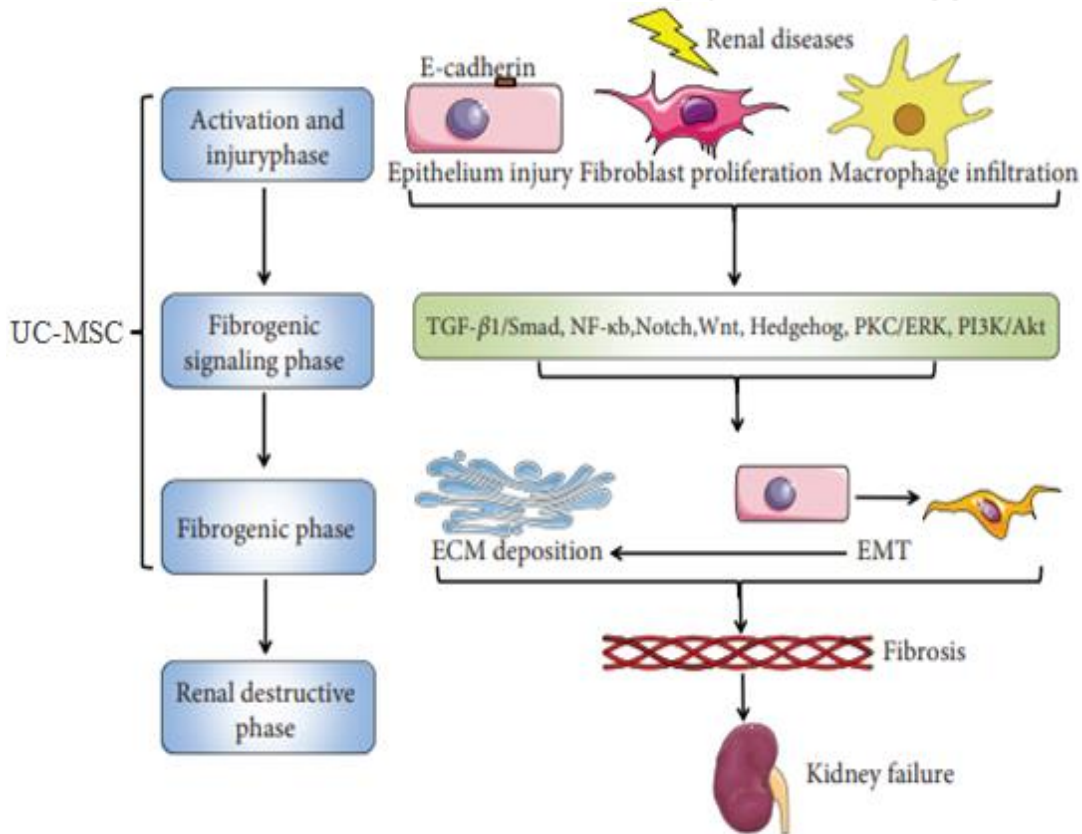 Renal diseases
E-cadherin
Activation and
injuryphase
Epithelium injury
Fibroblast proliferation
Macrophage infiltration
UC-MSC
Fibrogenic
signaling phase
TGF-β1/Smad, NF-κb,Notch,Wnt, Hedgehog, PKC/ERK, PI3K/Akt
Fibrogenic phase
ECM deposition
EMT
Fibrosis
Renal destructive
phase
Kidney failure